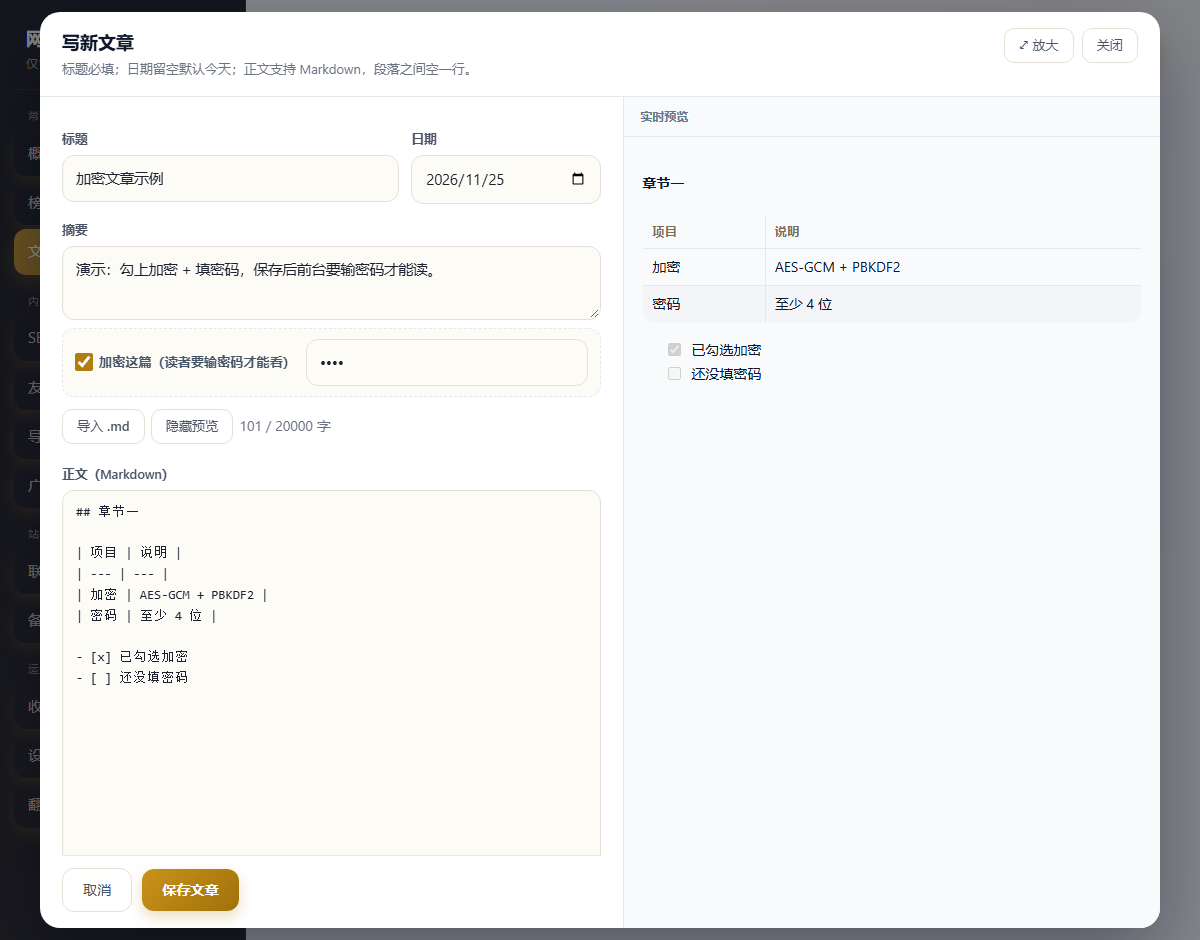 写新文章
标题必填；日期留空默认今天；正文支持 Markdown，段落之间空一行。
⤢ 放大
关闭
标题
日期
加密文章示例
2026/11/25
摘要
演示：勾上加密 + 填密码，保存后前台要输密码才能读。
加密这篇（读者要输密码才能看）
••••
导入 .md
隐藏预览
101 / 20000 字
正文（Markdown）
## 章节一
| 项目 | 说明 |
| --- | --- |
| 加密 | AES-GCM + PBKDF2 |
| 密码 | 至少 4 位 |
- [x] 已勾选加密
- [ ] 还没填密码
取消
保存文章
实时预览
章节一
项目 说明
加密 AES-GCM + PBKDF2
密码 至少 4 位
已勾选加密
还没填密码